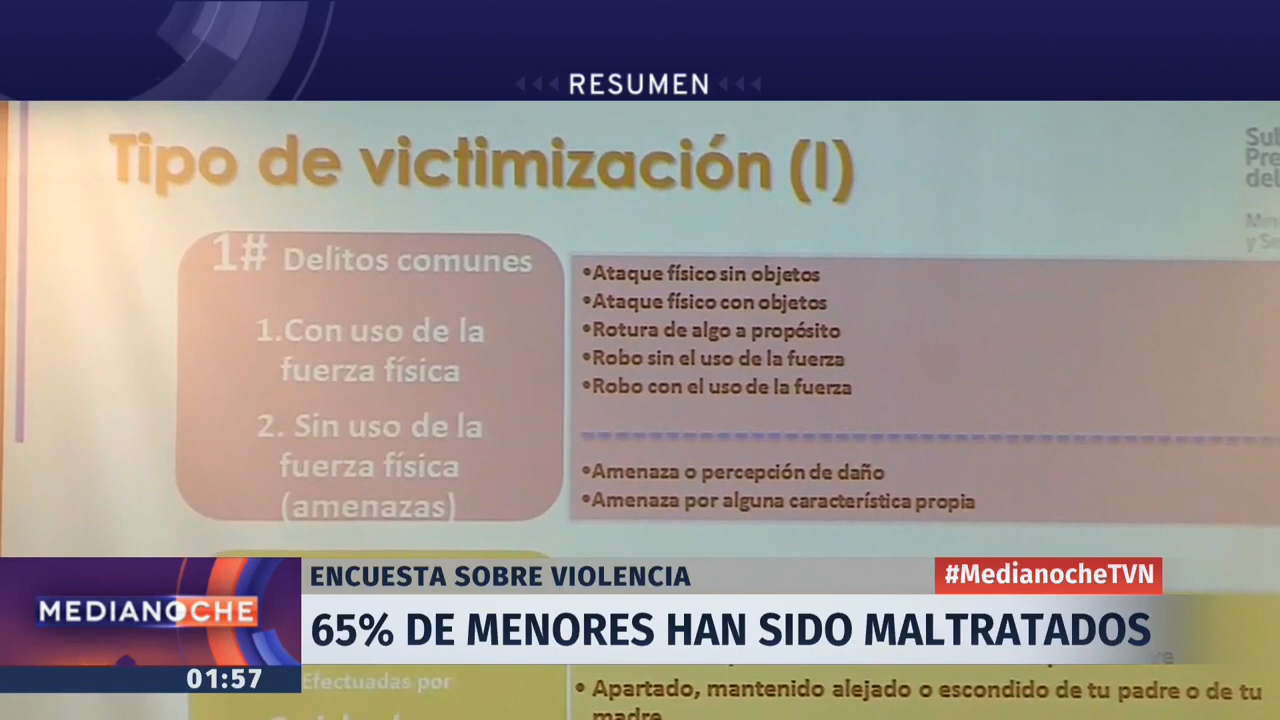 RESUMEN
Tipo de victimización (I)
1# Delitos comunes
1.Con uso de la
fuerza física
2. Sin uso de la
fuerza física
(amenazas)
•Ataque físico sin objetos
•Ataque físico con objetos
•Rotura de algo a propósito
•Robo sin el uso de la fuerza
•Robo con el uso de la fuerza
•Amenaza o percepción de daño
•Amenaza por alguna característica propia
ENCUESTA SOBRE VIOLENCIA
#MedianocheTVN
MEDIANOCHE
65% DE MENORES HAN SIDO MALTRATADOS
01:57
Efectuadas por
• Apartado, mantenido alejado o escondido de tu padre o de tu
madre